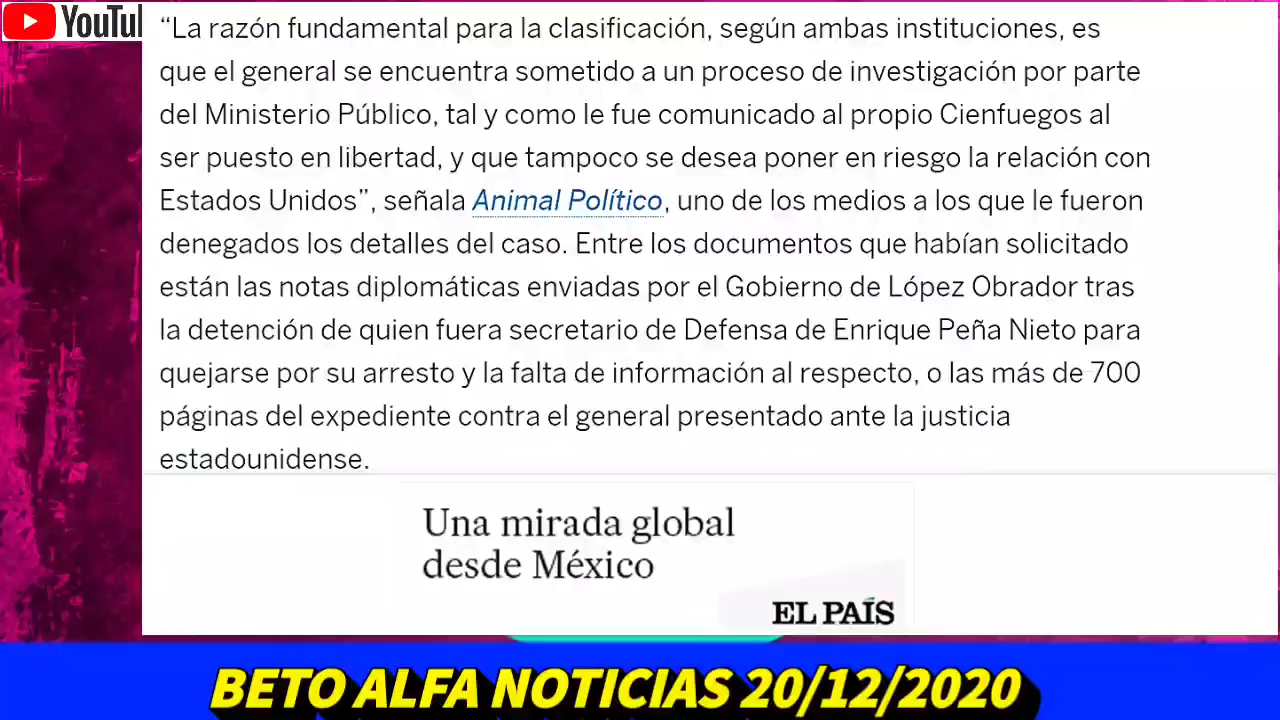 YouTu
“La razón fundamental para la clasificación, según ambas instituciones, es
que el general se encuentra sometido a un proceso de investigación por parte
del Ministerio Público, tal y como le fue comunicado al propio Cienfuegos al
ser puesto en libertad, y que tampoco se desea poner en riesgo la relación con
Estados Unidos”, señala Animal Político, uno de los medios a los que le fueron
denegados los detalles del caso. Entre los documentos que habían solicitado
están las notas diplomáticas enviadas por el Gobierno de López Obrador tras
la detención de quien fuera secretario de Defensa de Enrique Peña Nieto para
quejarse por su arresto y la falta de información al respecto, o las más de 700
páginas del expediente contra el general presentado ante la justicia
estadounidense.
Una mirada global
desde México
EL PAÍS
BETO ALFA NOTICIAS 20/12/2020